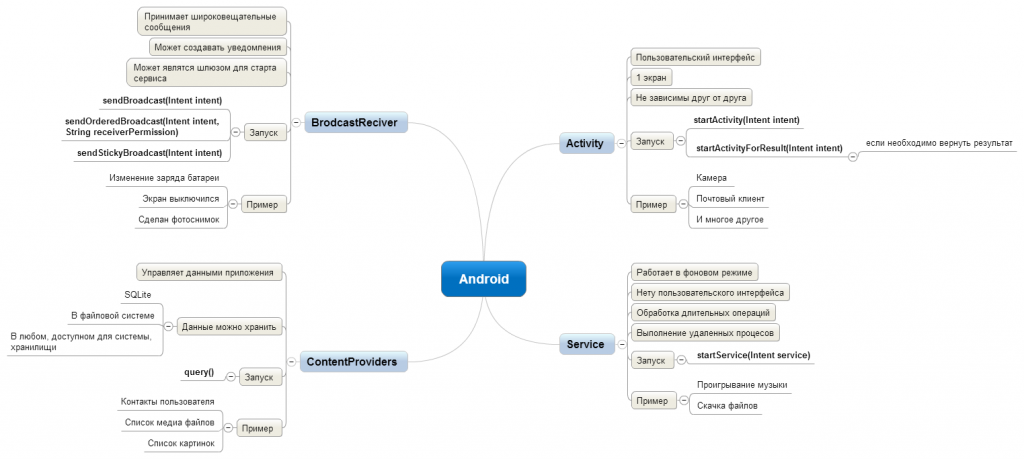 Принимает широковещательные
сообщения
Может создавать уведомления
Может являтся шлюзом для старта
сервиса
sendBroadcast(Intent intent)
sendOrderedBroadcast(Intent intent,
String receiverPermission)
sendStickyBroadcast(Intent intent)
Запуск
Изменение заряда батареи
Экран выключился
Сделан фотоснимок
Пример
BrodcastReciver
Пользовательский интерфейс
1 экран
Не зависимы друг от друга
Activity
Запуск
startActivity(Intent intent)
startActivityForResult(Intent intent)
если необходимо вернуть результат
Пример
Камера
Почтовый клиент
И многое другое
Android
Управляет данными приложения
SQLite
В файловой системе
В любом, доступном для системы,
хранилищи
Данные можно хранить
query()
Запуск
Контакты пользователя
Список медиа файлов
Список картинок
Пример
ContentProviders
Service
Работает в фоновом режиме
Нету пользовательского интерфейса
Обработка длительных операций
Выполнение удаленных процесов
Запуск
startService(Intent service)
Пример
Проигрывание музыки
Скачка файлов